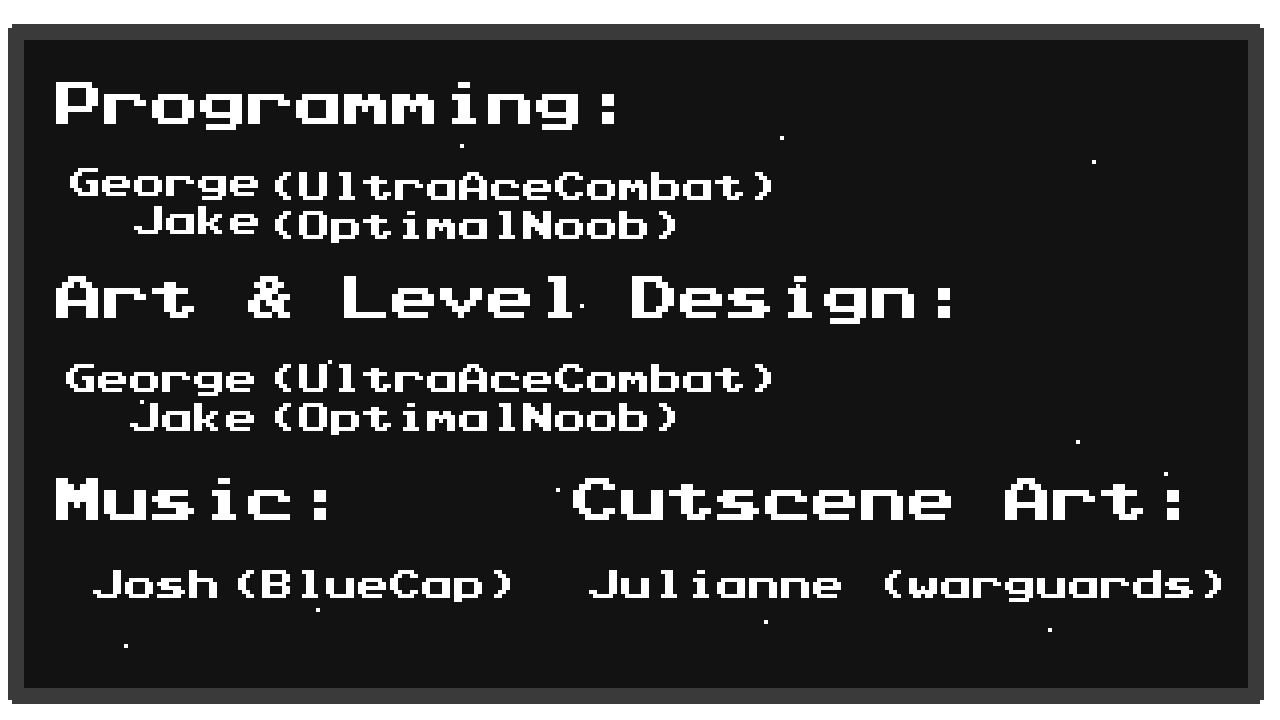 Programming:
George (UltraAceCombat)
Jake (OptimalNoob)
Art & Level Design:
George (UltraAceCombat)
Jake (OptimalNoob)
Music: Cutscene Art:
Josh (BlueCap) Julianne (warguards)